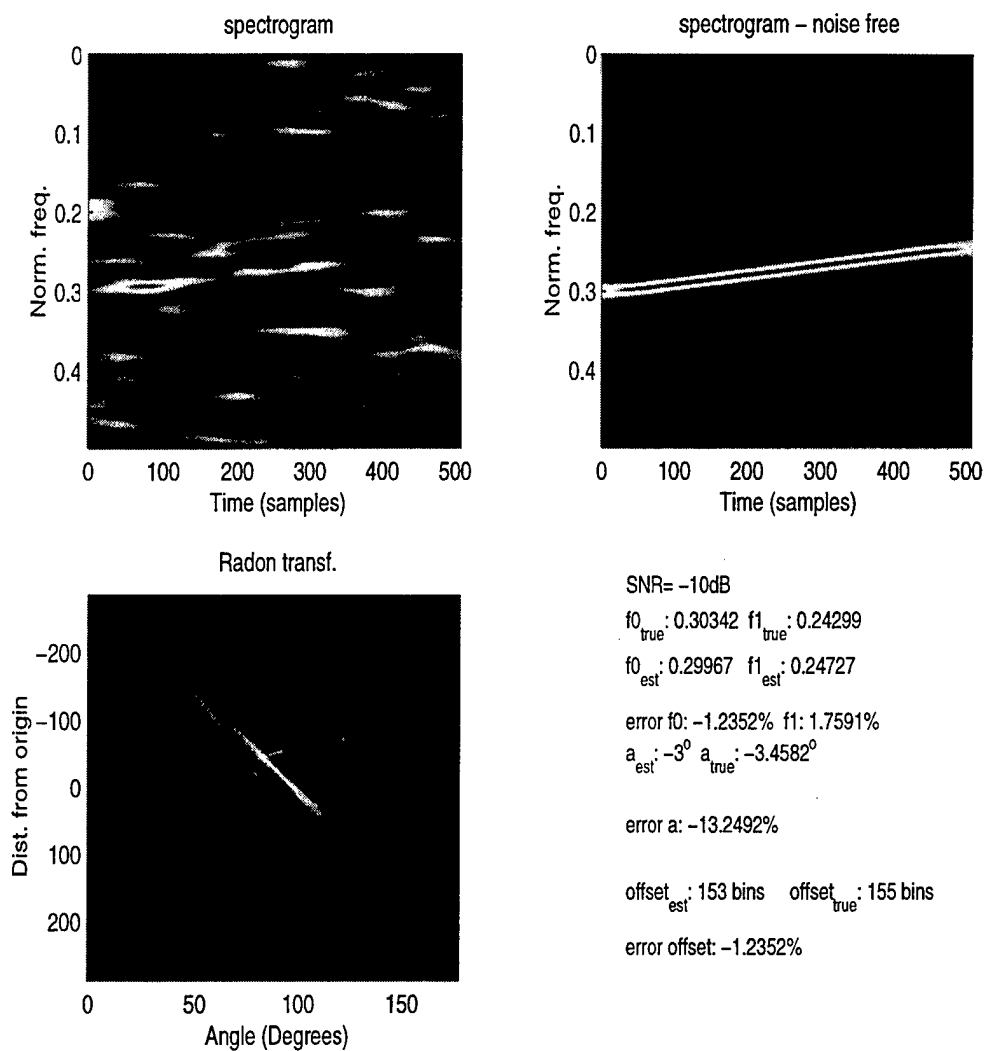 spectrogram
0
0.1
0.2
0.3
0.4
Norm. freq.
0 100 200 300 400 500
Time (samples)
spectrogram – noise free
0
0.1
0.2
0.3
0.4
Norm. freq.
0 100 200 300 400 500
Time (samples)
Radon transf.
−200
−100
0
100
200
Dist. from origin
0 50 100 150
Angle (Degrees)
SNR= −10dB
f0true: 0.30342 f1true: 0.24299
f0est: 0.29967 f1est: 0.24727
error f0: −1.2352% f1: 1.7591%
aest: −3° atrue: −3.4582°
error a: −13.2492%
offsetest: 153 bins offsettrue: 155 bins
error offset: −1.2352%